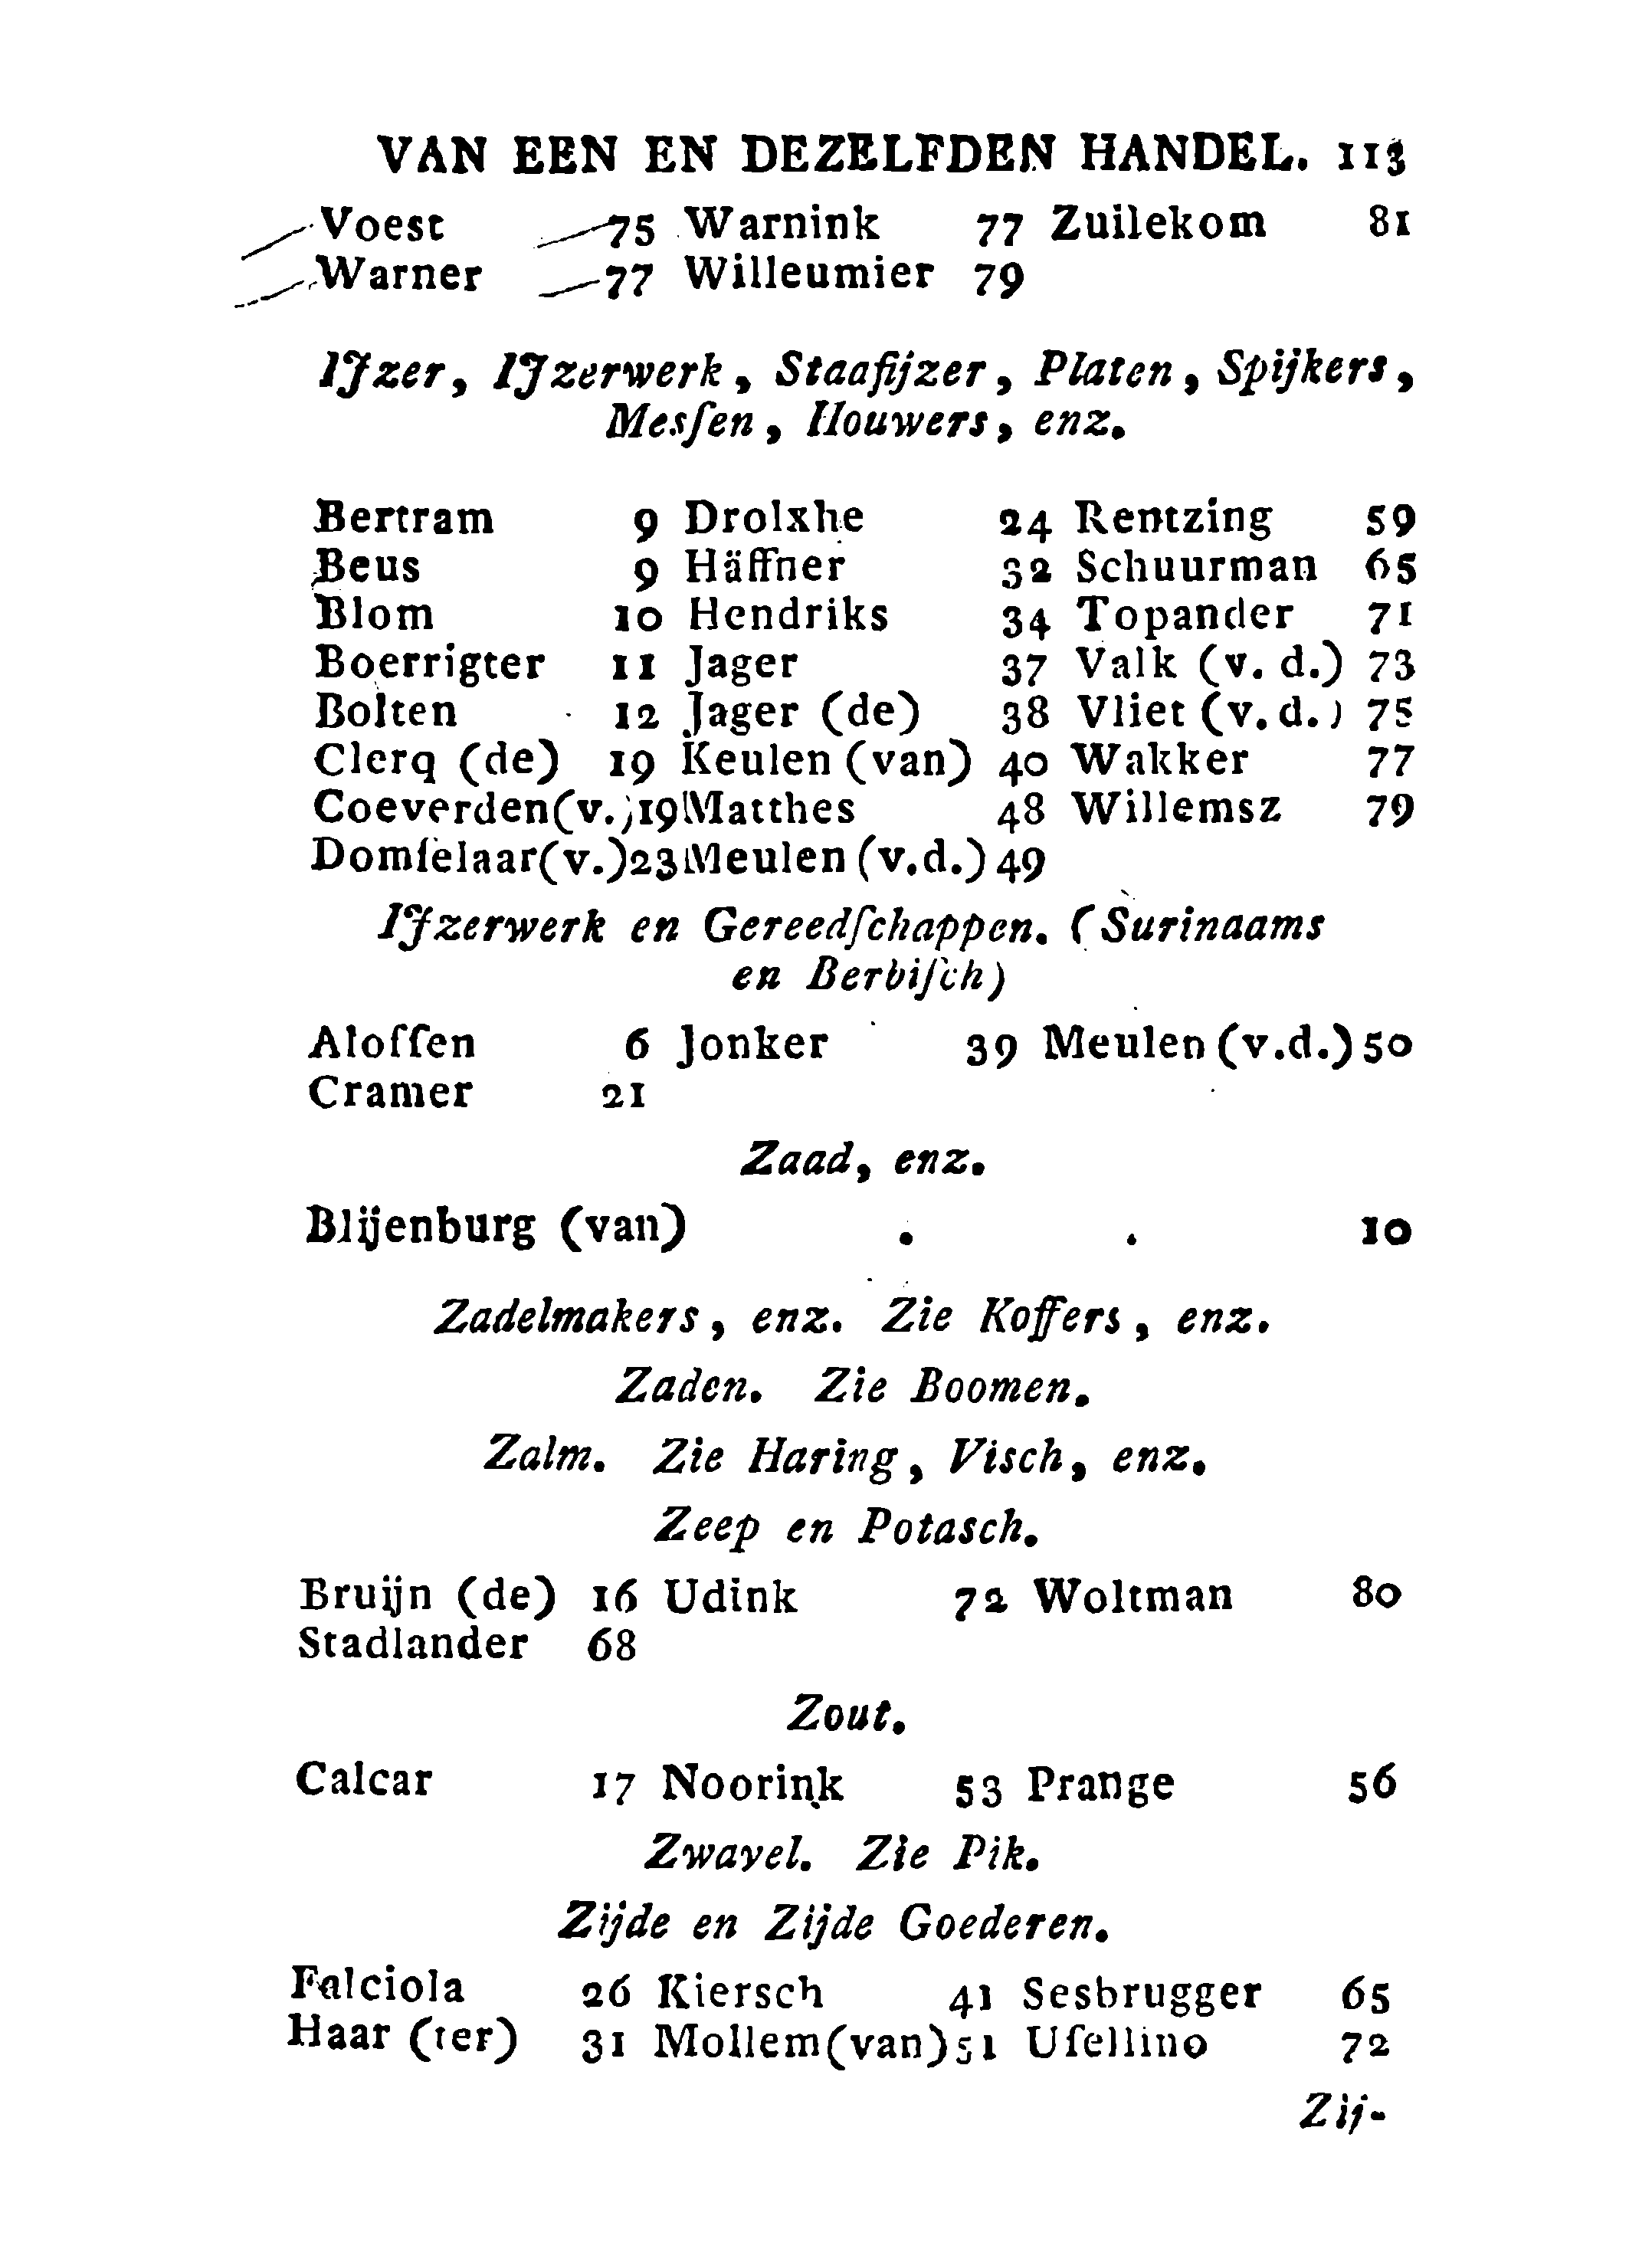 VAN EEN EN DEZELFDEN HANDEL. 113
Voest 75 Warnink 77 Zuilekom 81
Warner 77 Willeumier 79
IJzer, IJzerwerk, Staafijzer, Platen, Spijkers,
Mesſen, Houwers, enz.
Bertram 9 Drolxhe 24 Rentzing 59
Beus 9 Häffner 32 Schuurman 65
Blom 10 Hendriks 34 Topander 71
Boerrigter 11 Jager 37 Valk (v. d.) 73
Bolten 12 Jager (de) 38 Vliet (v. d.) 75
Clerq (de) 19 Keulen (van) 40 Wakker 77
Coeverden (v.) 19 Matthes 48 Willemsz 79
Domſelaar (v.) 23 Meulen (v.d.) 49
IJzerwerk en Gereedſchappen. (Surinaams
en Berbiſch)
Aloffen 6 Jonker 39 Meulen (v.d.) 50
Cramer 21
Zaad, enz.
Blijenburg (van) . . 10
Zadelmakers, enz. Zie Koffers, enz.
Zaden. Zie Boomen.
Zalm. Zie Haring, Visch, enz.
Zeep en Potasch.
Bruijn (de) 16 Udink 72 Woltman 80
Stadlander 68
Zout.
Calcar 17 Noorink 53 Prange 56
Zwavel. Zie Pik.
Zijde en Zijde Goederen.
Falciola 26 Kiersch 41 Sesbrugger 65
Haar (ter) 31 Mollem (van) 51 Uſellino 72
Zij-